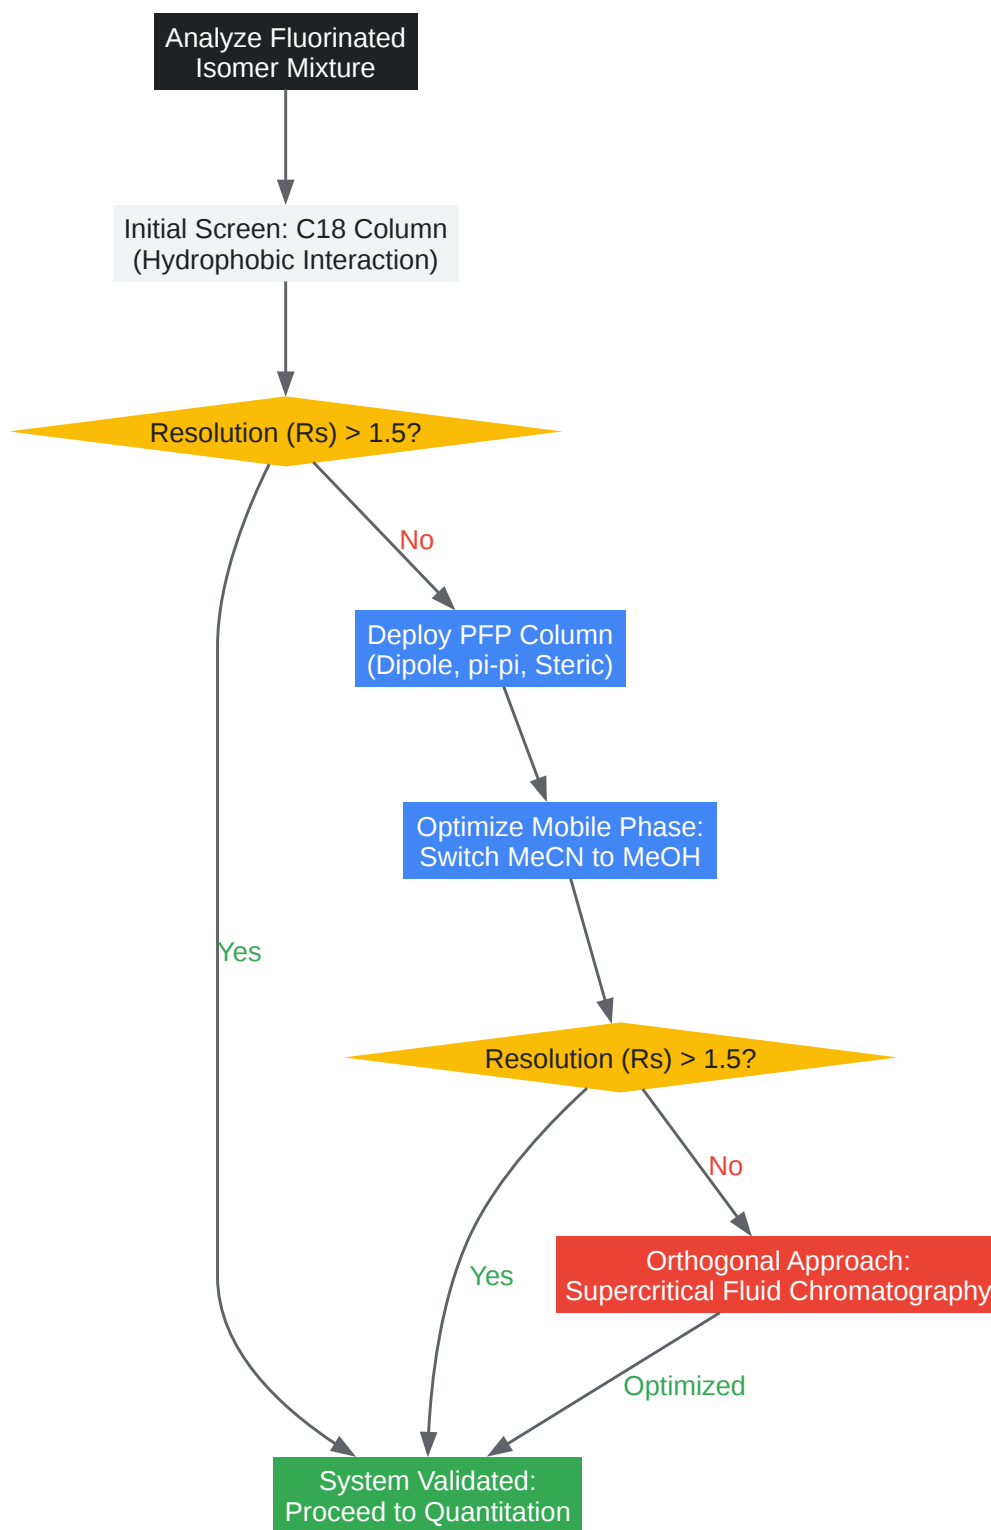 Analyze Fluorinated
Isomer Mixture
Initial Screen: C18 Column
(Hydrophobic Interaction)
Resolution (Rs) > 1.5?
No
Deploy PFP Column
(Dipole, pi-pi, Steric)
Optimize Mobile Phase:
Switch MeCN to MeOH
Yes
Resolution (Rs) > 1.5?
No
Orthogonal Approach:
Supercritical Fluid Chromatography
Yes
Optimized
System Validated:
Proceed to Quantitation